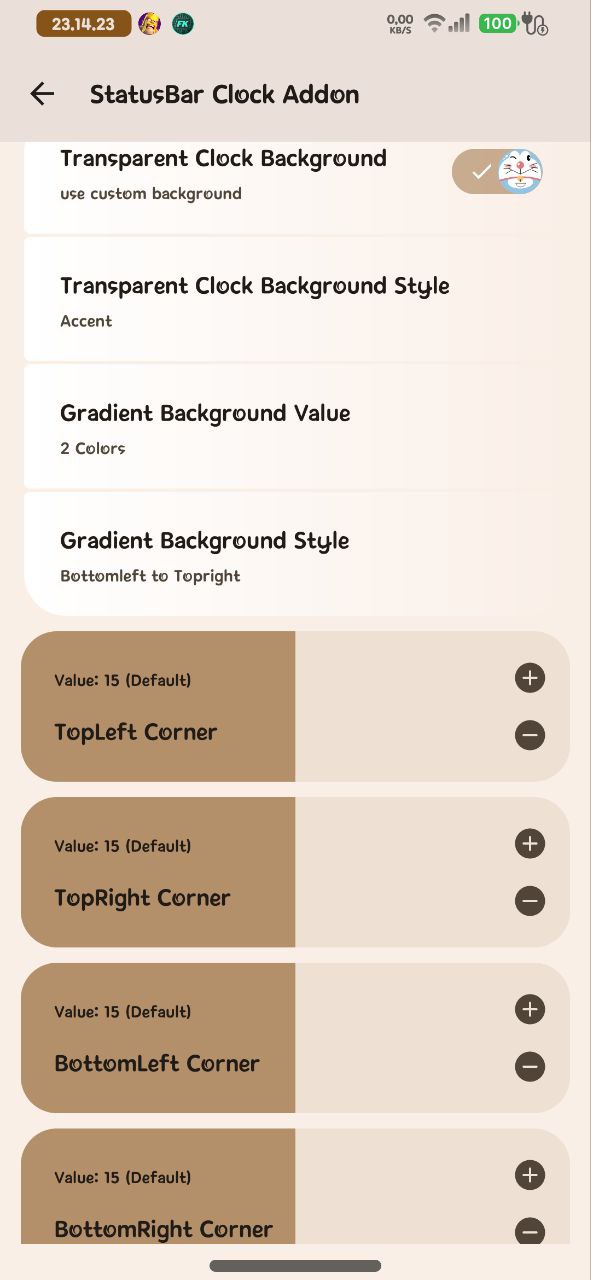 23.14.23
FK
0,00
KB/S
100
StatusBar Clock Addon
Transparent Clock Background
use custom background
Transparent Clock Background Style
Accent
Gradient Background Value
2 Colors
Gradient Background Style
Bottomleft to Topright
Value: 15 (Default)
TopLeft Corner
Value: 15 (Default)
TopRight Corner
Value: 15 (Default)
BottomLeft Corner
Value: 15 (Default)
BottomRight Corner